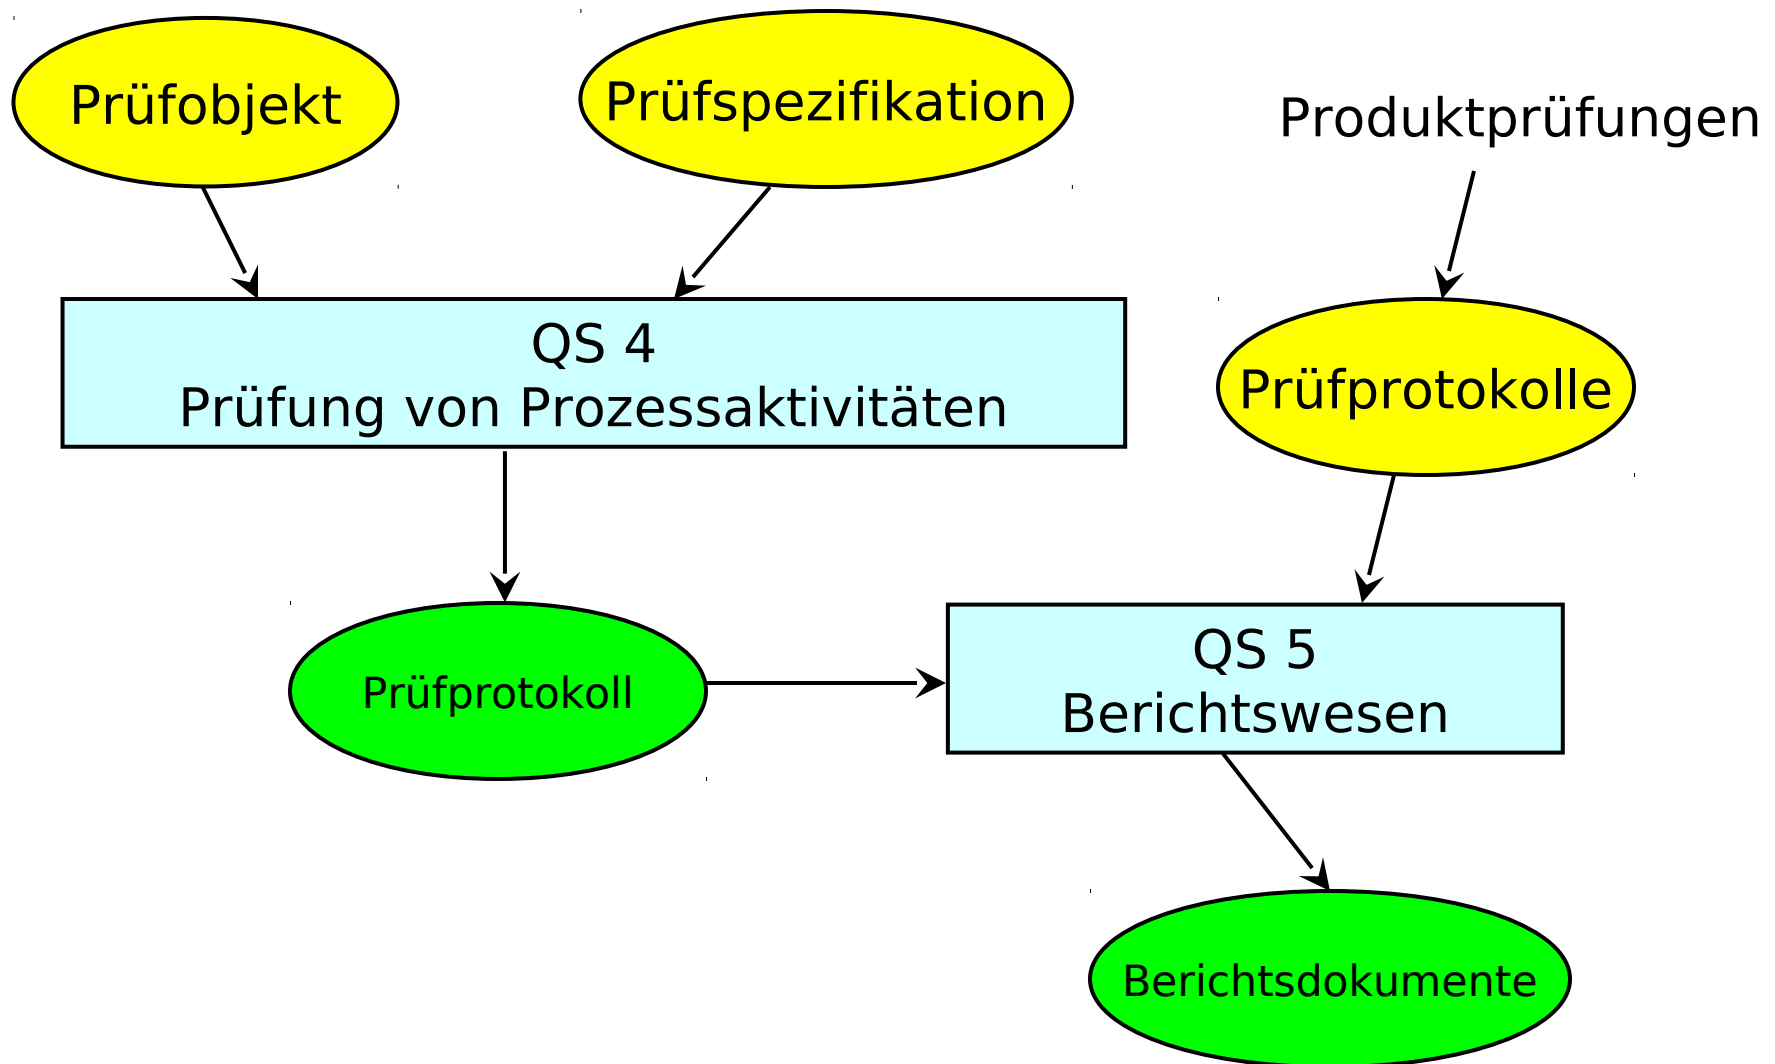 Prüfobjekt
Prüfspezifikation
Produktprüfungen
QS 4
Prüfung von Prozessaktivitäten
Prüfprotokolle
Prüfprotokoll
QS 5
Berichtswesen
Berichtsdokumente